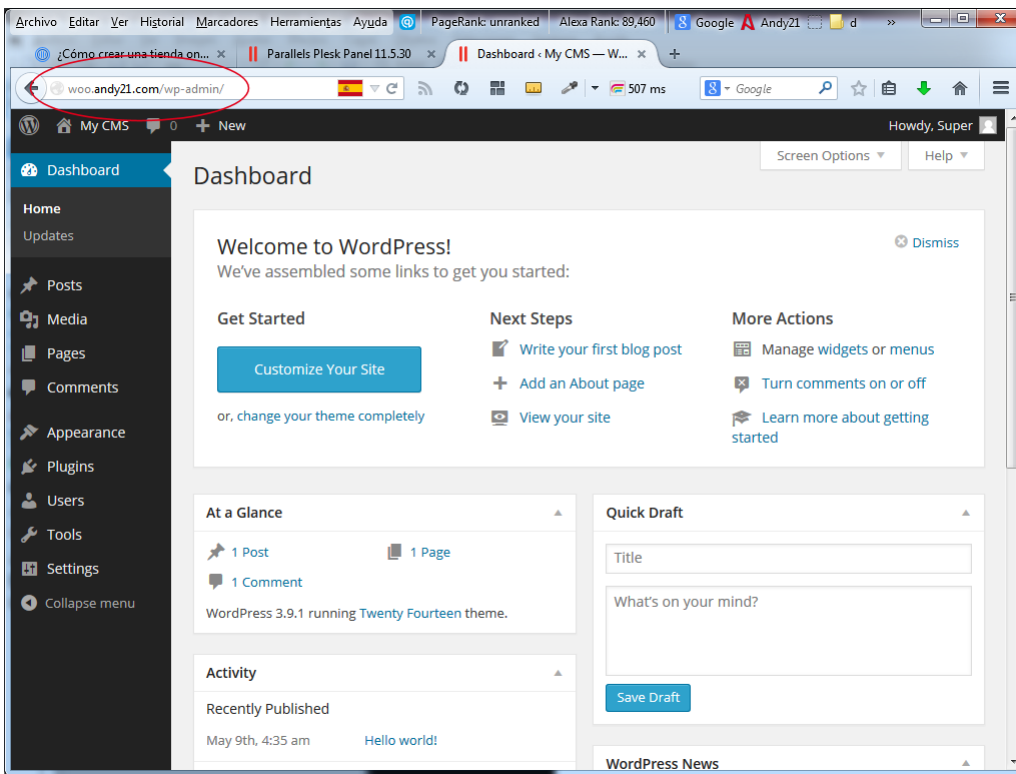 Archivo Editar Ver Historial Marcadores Herramientas Ayuda PageRank: unranked Alexa Rank: 89,460 Google Andy21 d »
¿Cómo crear una tienda on... × Parallels Plesk Panel 11.5.30 × Dashboard ‹ My CMS — W... × +
woo.andy21.com/wp-admin/ 507 ms Google
My CMS 0 + New Howdy, Super
Dashboard
Home
Updates
Posts
Media
Pages
Comments
Appearance
Plugins
Users
Tools
Settings
Collapse menu
Screen Options Help
Dashboard
Welcome to WordPress! Dismiss
We've assembled some links to get you started:
Get Started
Customize Your Site
or, change your theme completely
Next Steps
Write your first blog post
Add an About page
View your site
More Actions
Manage widgets or menus
Turn comments on or off
Learn more about getting
started
At a Glance
1 Post 1 Page
1 Comment
WordPress 3.9.1 running Twenty Fourteen theme.
Activity
Recently Published
May 9th, 4:35 am Hello world!
Quick Draft
Title
What's on your mind?
Save Draft
WordPress News